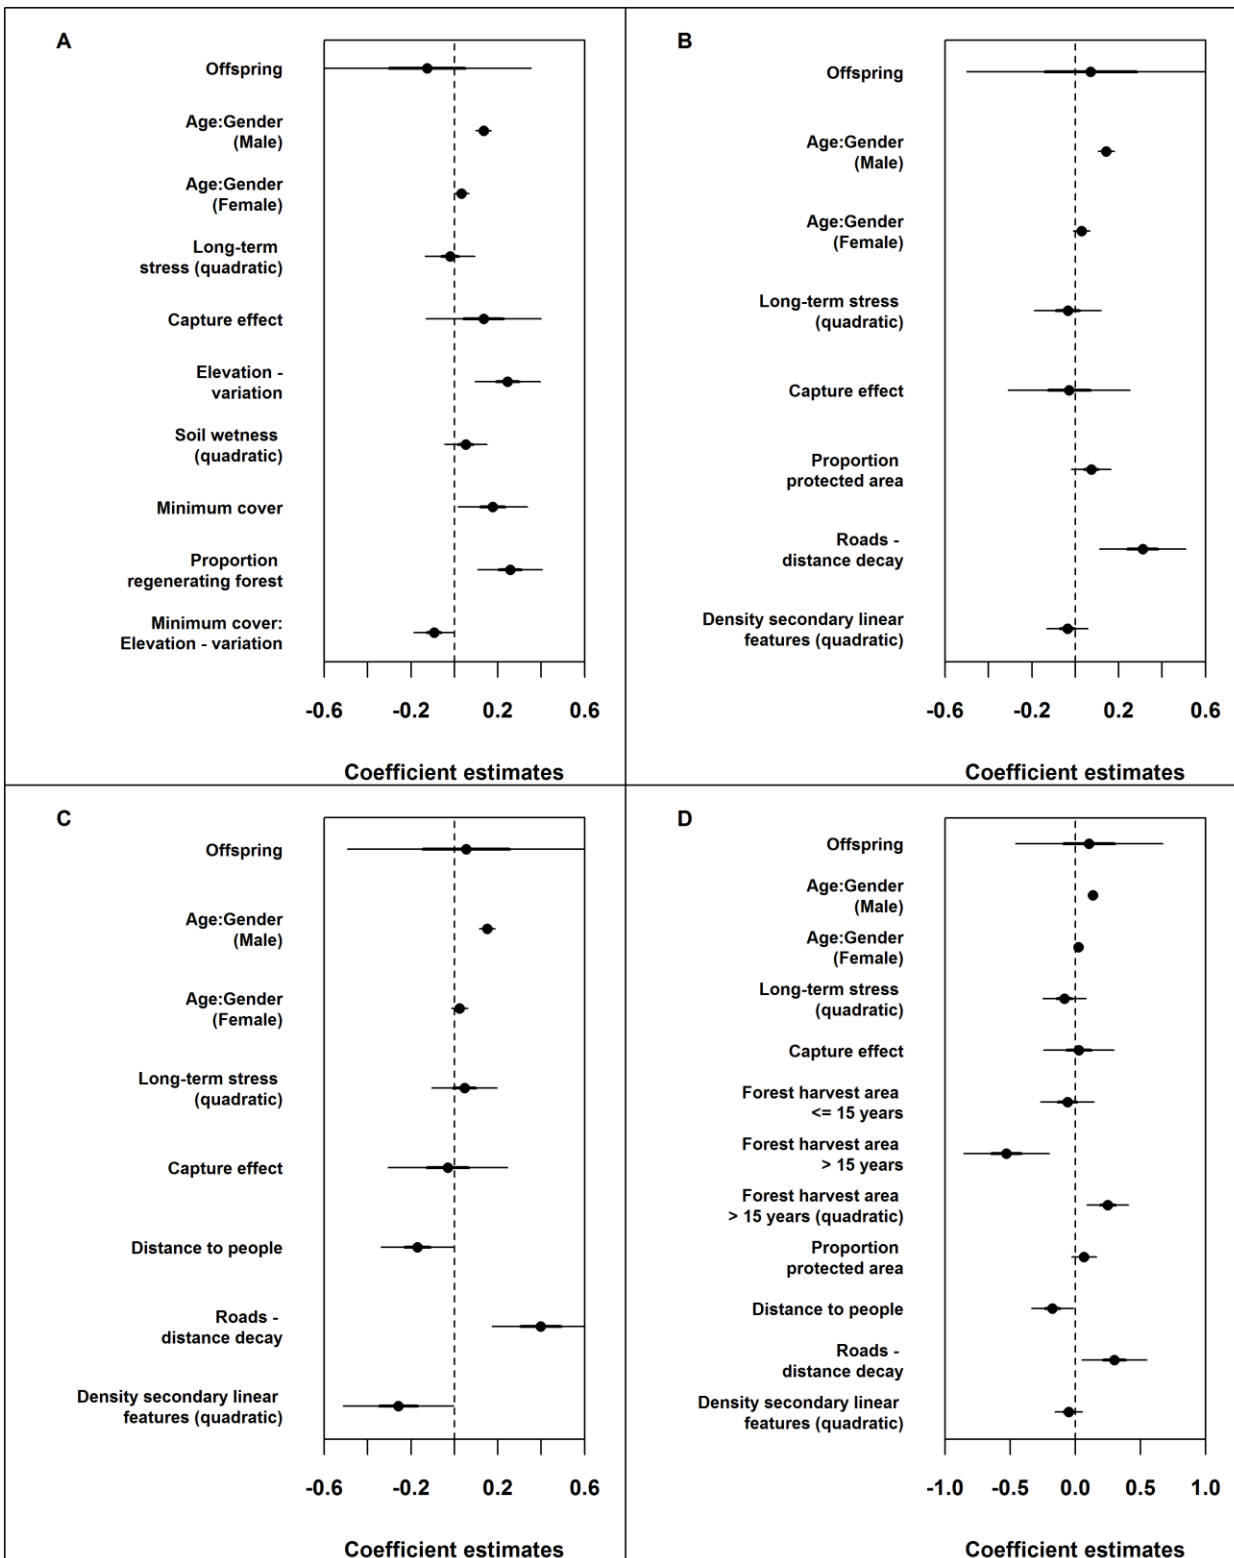 A
Offspring
Age:Gender
(Male)
Age:Gender
(Female)
Long-term
stress (quadratic)
Capture effect
Elevation -
variation
Soil wetness
(quadratic)
Minimum cover
Proportion
regenerating forest
Minimum cover:
Elevation - variation
-0.6 -0.2 0.2 0.6
Coefficient estimates
B
Offspring
Age:Gender
(Male)
Age:Gender
(Female)
Long-term stress
(quadratic)
Capture effect
Proportion
protected area
Roads -
distance decay
Density secondary linear
features (quadratic)
-0.6 -0.2 0.2 0.6
Coefficient estimates
C
Offspring
Age:Gender
(Male)
Age:Gender
(Female)
Long-term stress
(quadratic)
Capture effect
Distance to people
Roads -
distance decay
Density secondary linear
features (quadratic)
-0.6 -0.2 0.2 0.6
Coefficient estimates
D
Offspring
Age:Gender
(Male)
Age:Gender
(Female)
Long-term stress
(quadratic)
Capture effect
Forest harvest area
<= 15 years
Forest harvest area
> 15 years
Forest harvest area
> 15 years (quadratic)
Proportion
protected area
Distance to people
Roads -
distance decay
Density secondary linear
features (quadratic)
-1.0 -0.5 0.0 0.5 1.0
Coefficient estimates